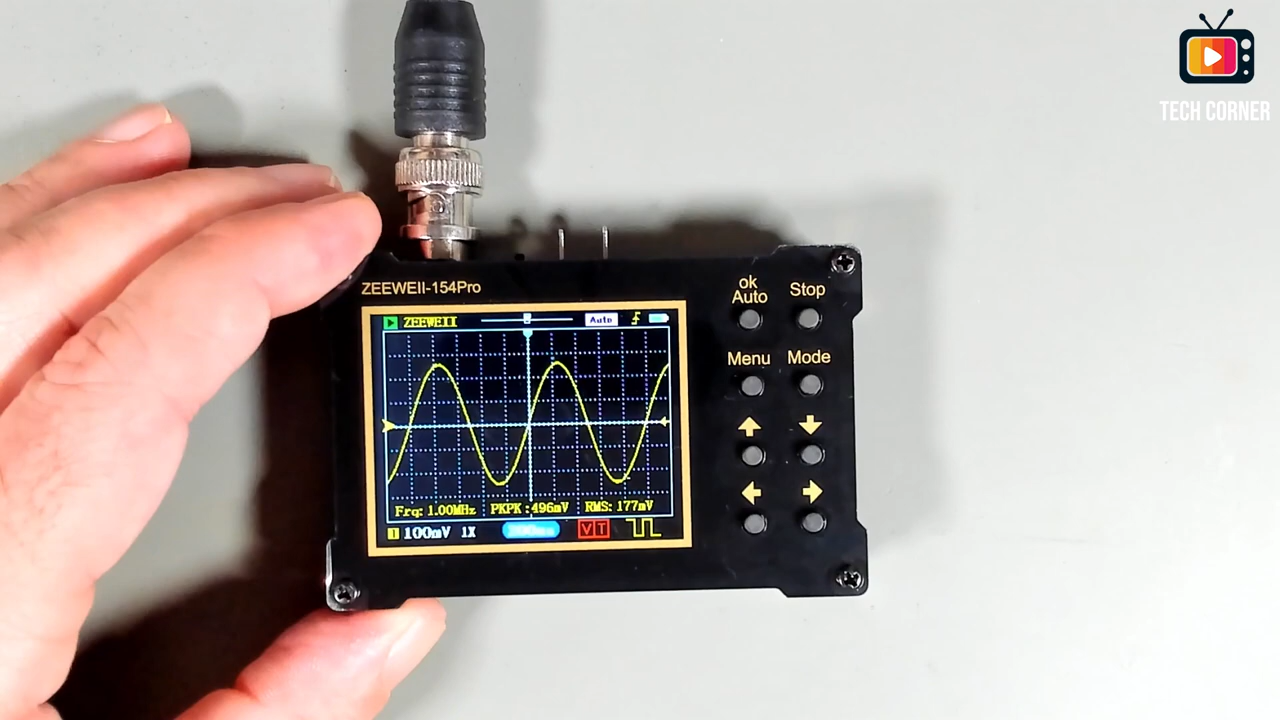 TECH CORNER
ZEEWEII-154Pro
ok
Auto
Stop
ZEEWEII
Auto
Menu
Mode
Frq: 1.00MHz PKPK:496mV RMS: 177mV
1 100mV 1X
VT